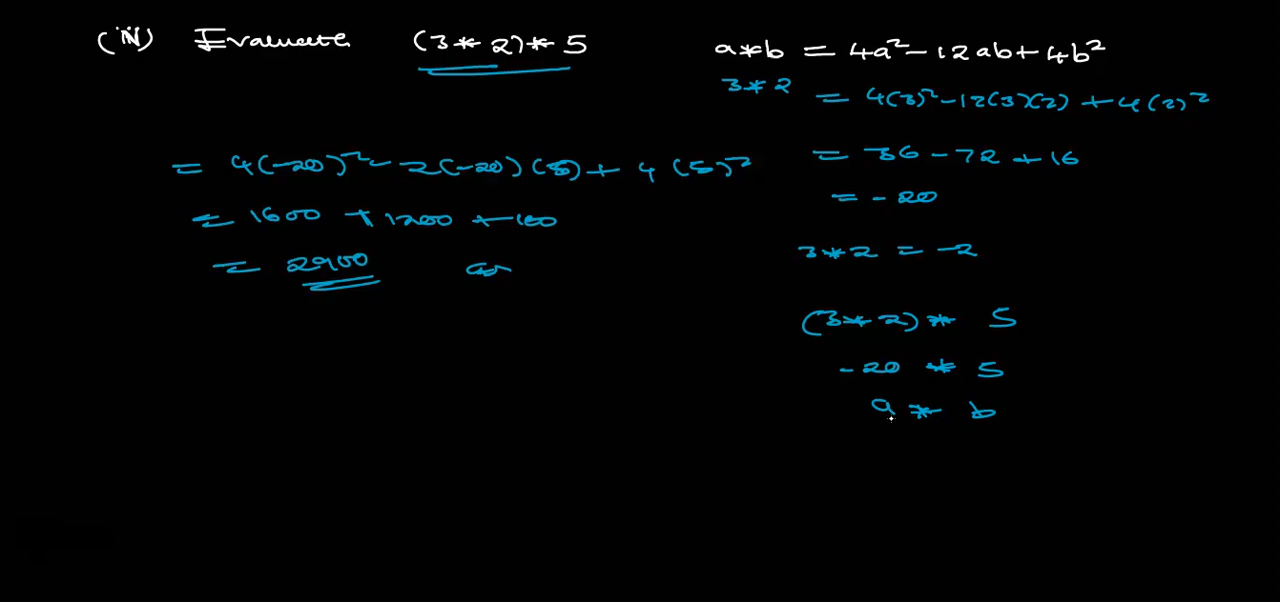 (iv) Evaluate (3*2)*5
= 4(-20)² - 2(-20)(5) + 4(5)²
= 1600 + 1200 + 100
= 2900
a*b = 4a² - 12ab + 4b²
3*2 = 4(3)² - 12(3)(2) + 4(2)²
= 36 - 72 + 16
= -20
3*2 = -2
(3*2)* 5
-20 * 5
a * b